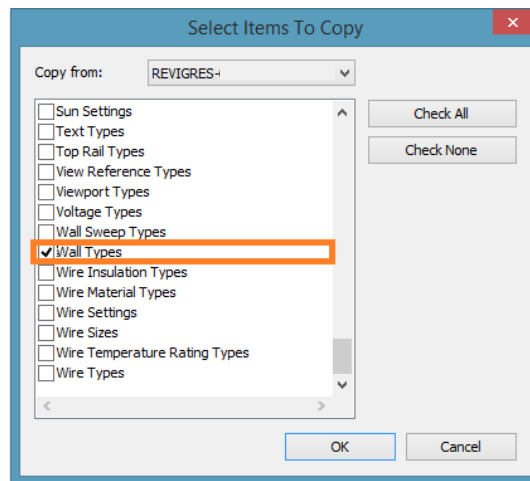 Select Items To Copy
Copy from: REVIGRES-
Check All
Check None
Sun Settings
Text Types
Top Rail Types
View Reference Types
Viewport Types
Voltage Types
Wall Sweep Types
Wall Types
Wire Insulation Types
Wire Material Types
Wire Settings
Wire Sizes
Wire Temperature Rating Types
Wire Types
OK Cancel